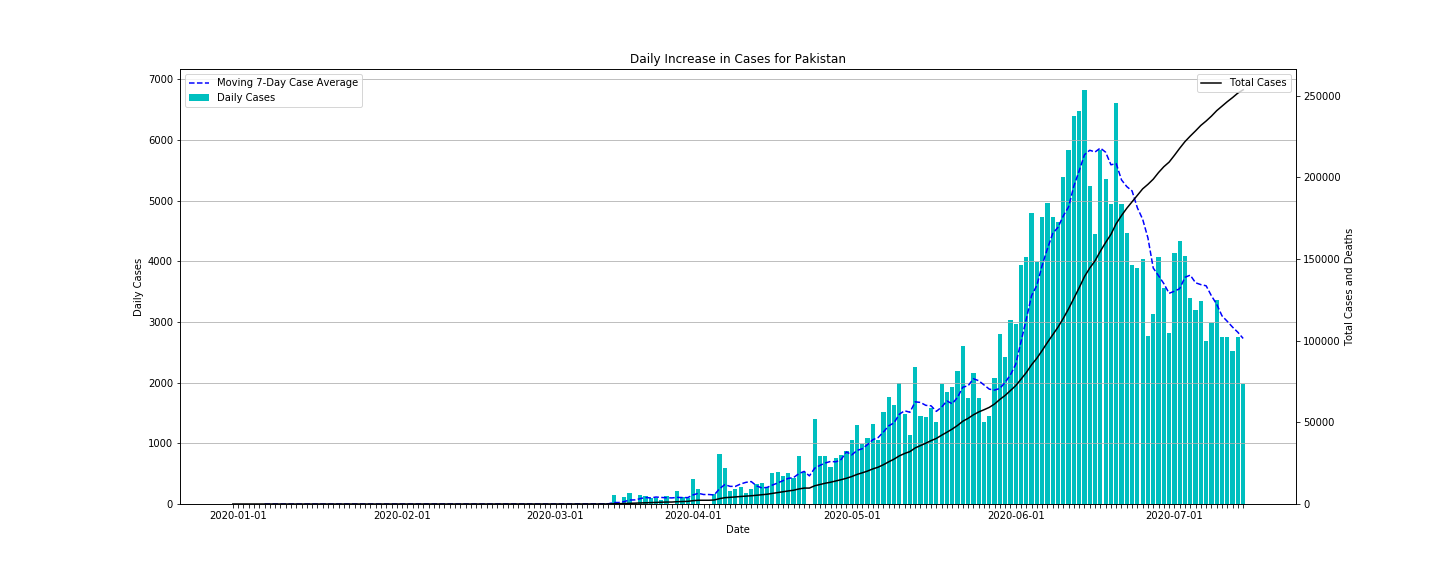 Daily Increase in Cases for Pakistan
Moving 7-Day Case Average
Daily Cases
Total Cases
7000
6000
5000
4000
3000
2000
1000
0
Daily Cases
250000
200000
150000
100000
50000
0
Total Cases and Deaths
2020-01-01 2020-02-01 2020-03-01 2020-04-01 2020-05-01 2020-06-01 2020-07-01
Date